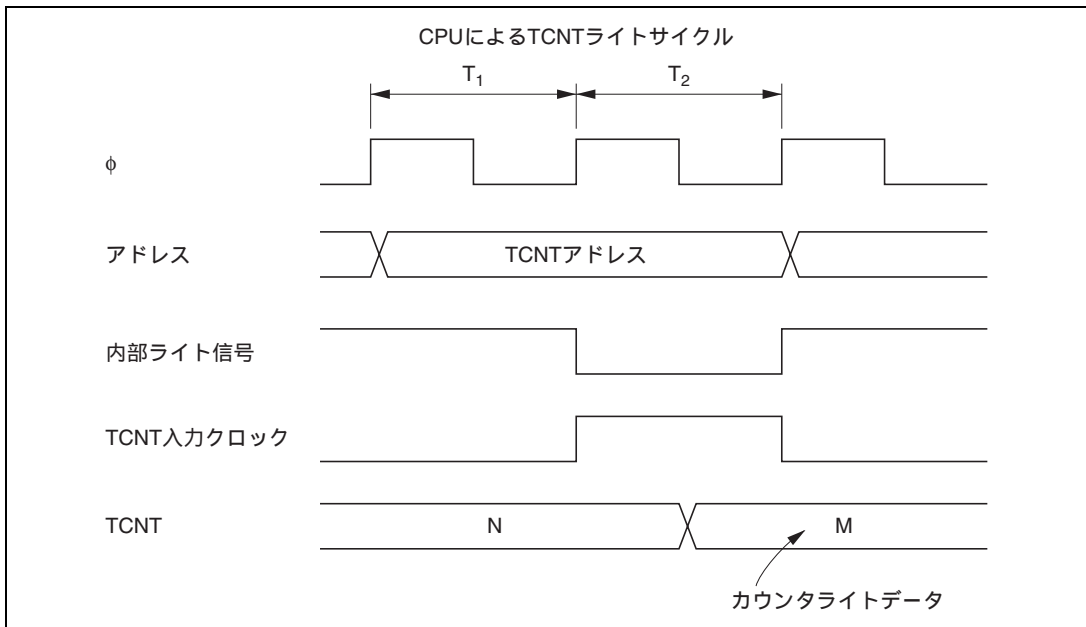 CPUによるTCNTライトサイクル
T1 T2
φ
アドレス TCNTアドレス
内部ライト信号
TCNT入力クロック
TCNT N M
カウンタライトデータ